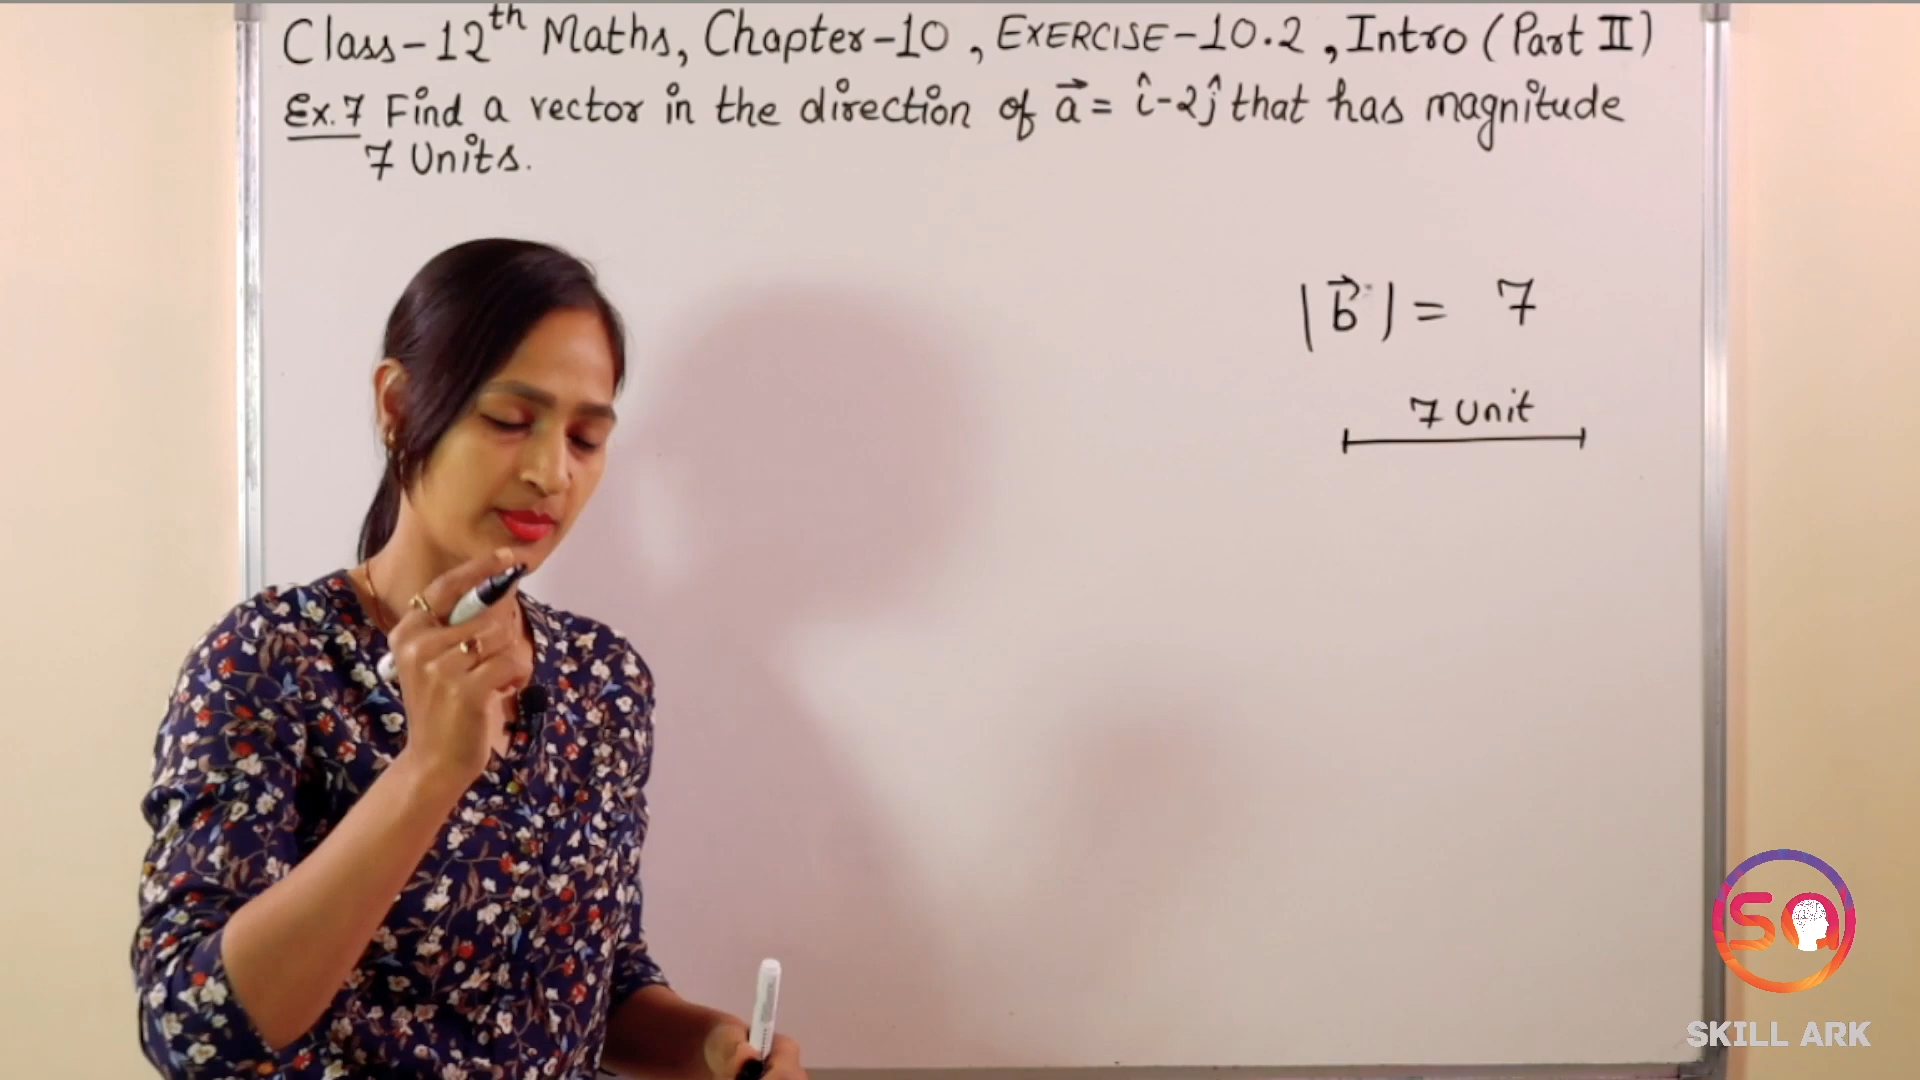 Class-12th Maths, Chapter-10, EXERCISE-10.2, Intro (Part II)
Ex.7 Find a vector in the direction of a⃗ = î-2ĵ that has magnitude
7 Units.
|b⃗| = 7
7 Unit
SA
SKILL ARK